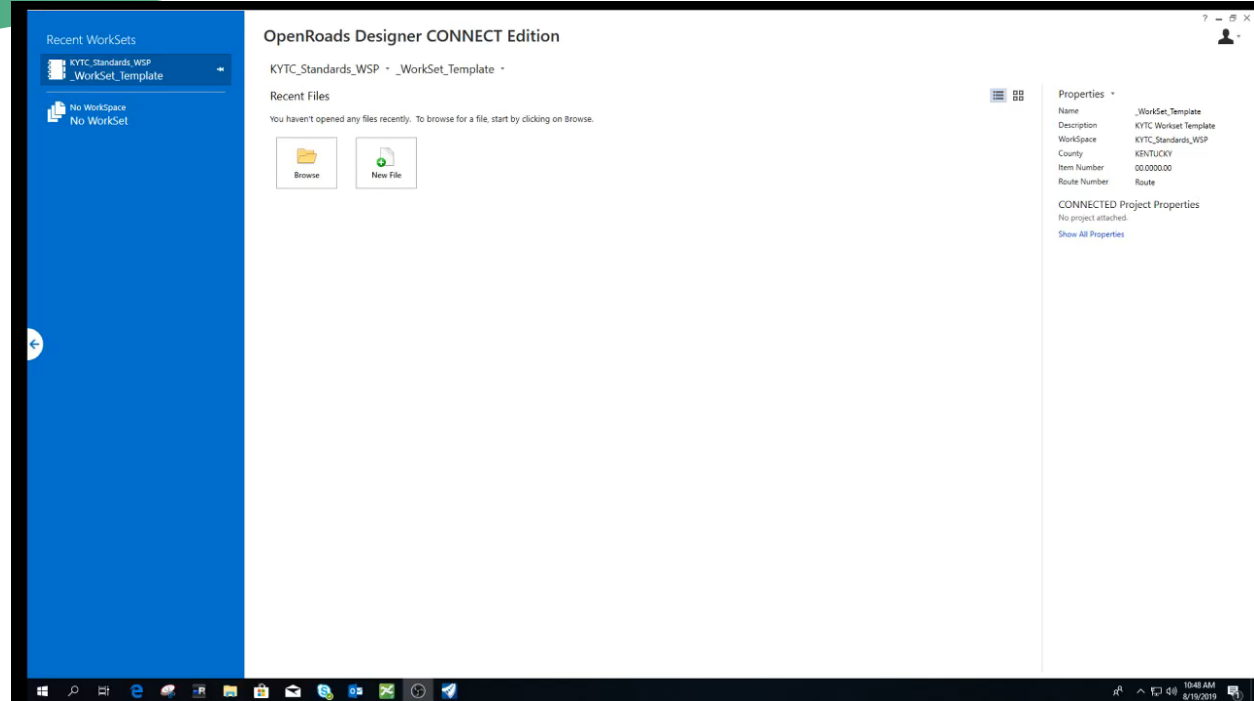 Recent WorkSets
KYTC_Standards_WSP
_WorkSet_Template
No WorkSpace
No WorkSet
OpenRoads Designer CONNECT Edition
KYTC_Standards_WSP _WorkSet_Template
Recent Files
You haven't opened any files recently. To browse for a file, start by clicking on Browse.
Browse
New File
Properties
Name _WorkSet_Template
Description KYTC Workset Template
WorkSpace KYTC_Standards_WSP
County KENTUCKY
Item Number 00.0000.00
Route Number Route
CONNECTED Project Properties
No project attached.
Show All Properties
10:48 AM
8/19/2019